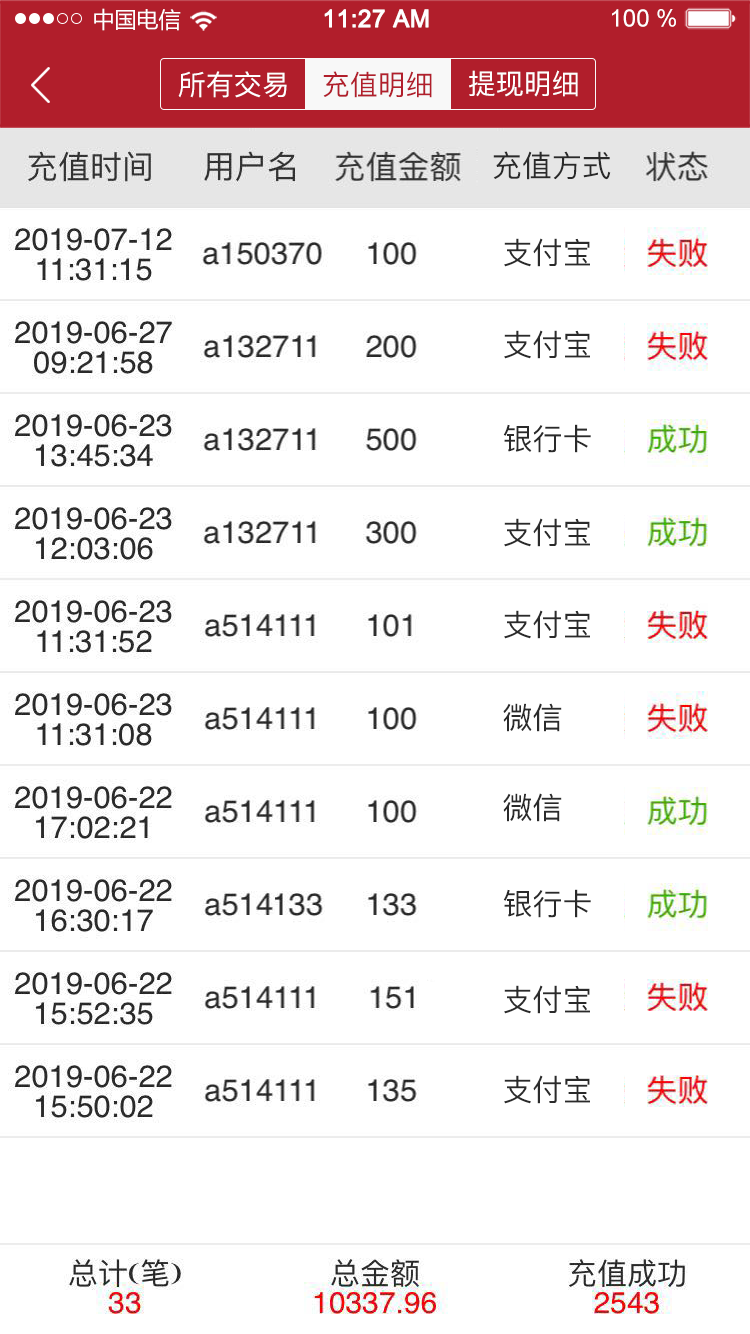 中国电信 11:27 AM 100 %
所有交易 充值明细 提现明细
充值时间 用户名 充值金额 充值方式 状态
2019-07-12
11:31:15 a150370 100 支付宝 失败
2019-06-27
09:21:58 a132711 200 支付宝 失败
2019-06-23
13:45:34 a132711 500 银行卡 成功
2019-06-23
12:03:06 a132711 300 支付宝 成功
2019-06-23
11:31:52 a514111 101 支付宝 失败
2019-06-23
11:31:08 a514111 100 微信 失败
2019-06-22
17:02:21 a514111 100 微信 成功
2019-06-22
16:30:17 a514133 133 银行卡 成功
2019-06-22
15:52:35 a514111 151 支付宝 失败
2019-06-22
15:50:02 a514111 135 支付宝 失败
总计(笔) 总金额 充值成功
33 10337.96 2543